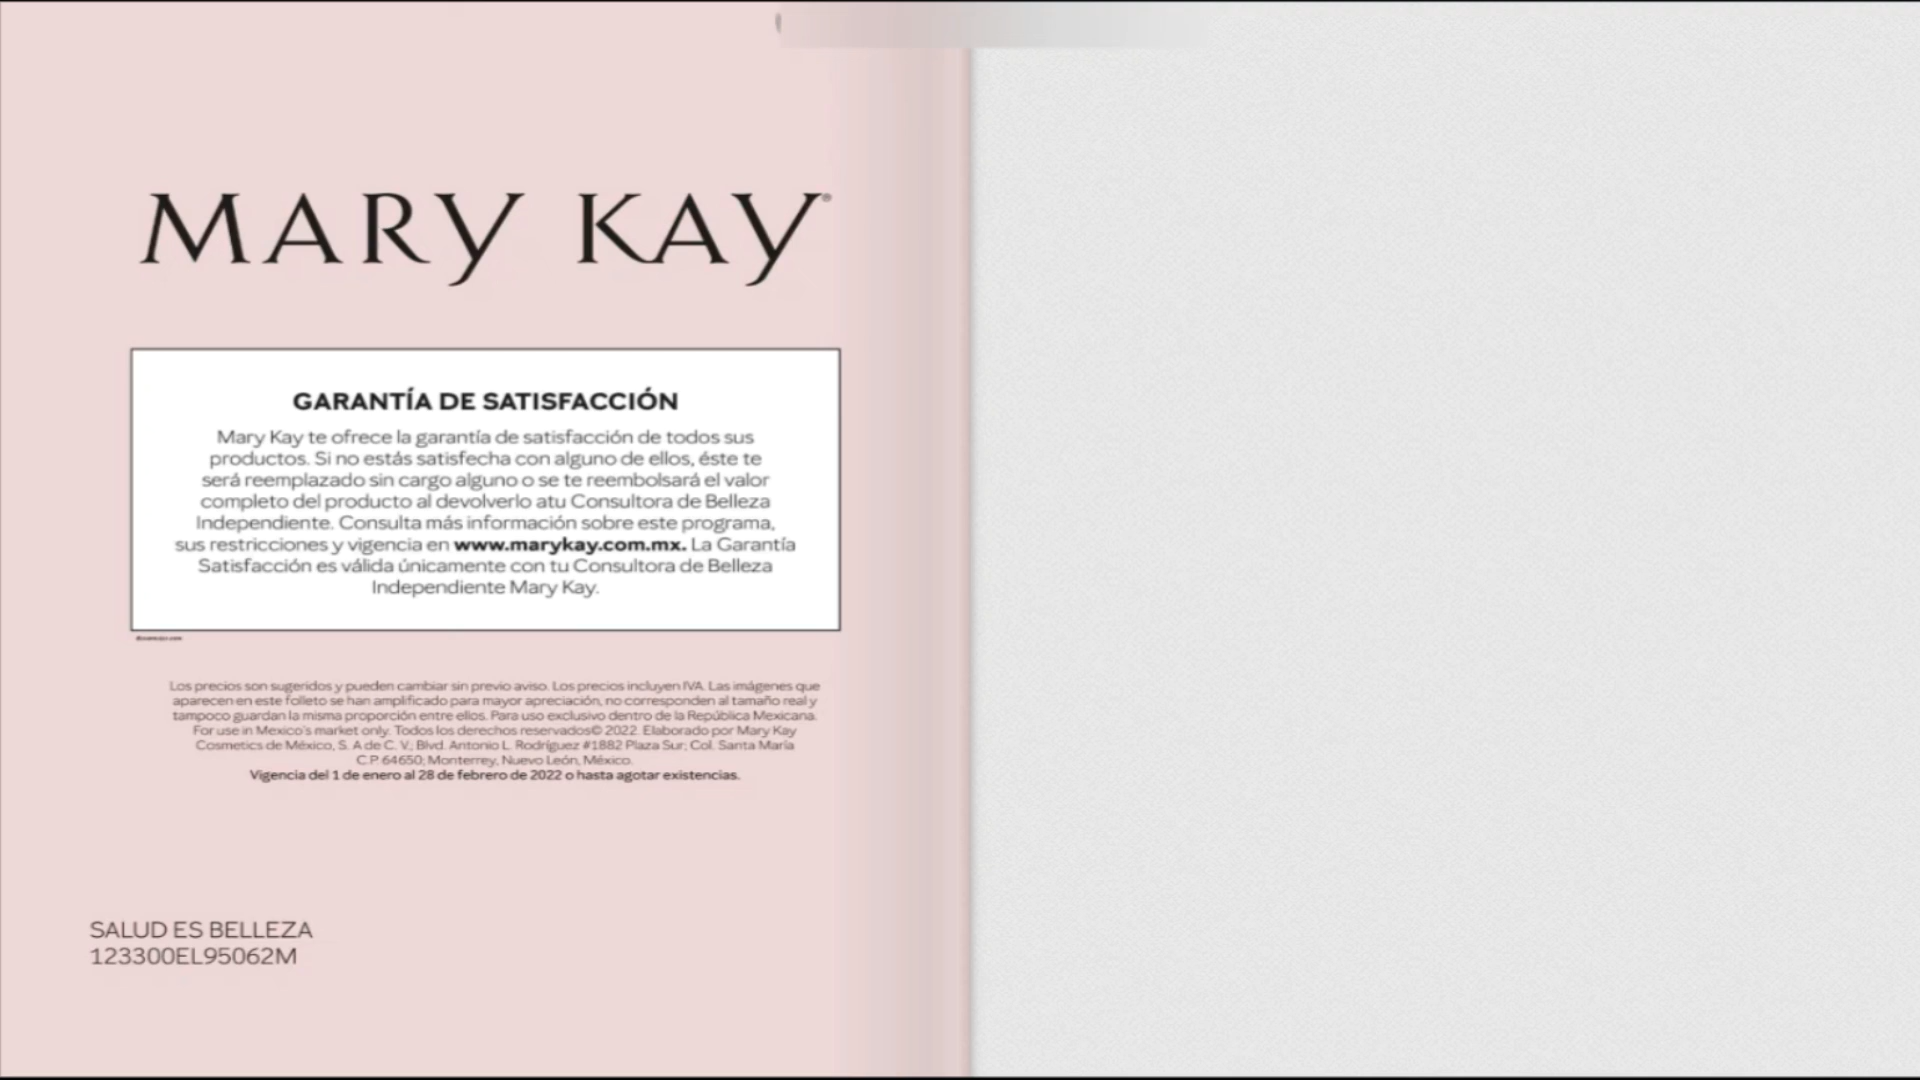 MARY KAY®
GARANTÍA DE SATISFACCIÓN
Mary Kay te ofrece la garantía de satisfacción de todos sus
productos. Si no estás satisfecha con alguno de ellos, éste te
será reemplazado sin cargo alguno o se te reembolsará el valor
completo del producto al devolverlo atu Consultora de Belleza
Independiente. Consulta más información sobre este programa,
sus restricciones y vigencia en www.marykay.com.mx. La Garantía
Satisfacción es válida únicamente con tu Consultora de Belleza
Independiente Mary Kay.
Los precios son sugeridos y pueden cambiar sin previo aviso. Los precios incluyen IVA. Las imágenes que
aparecen en este folleto se han amplificado para mayor apreciación, no corresponden al tamaño real y
tampoco guardan la misma proporción entre ellos. Para uso exclusivo dentro de la República Mexicana.
For use in Mexico's market only. Todos los derechos reservados© 2022. Elaborado por Mary Kay
Cosmetics de México, S. A de C. V.; Blvd. Antonio L. Rodríguez #1882 Plaza Sur; Col. Santa María
C.P. 64650; Monterrey, Nuevo León, México.
Vigencia del 1 de enero al 28 de febrero de 2022 o hasta agotar existencias.
SALUD ES BELLEZA
123300EL95062M